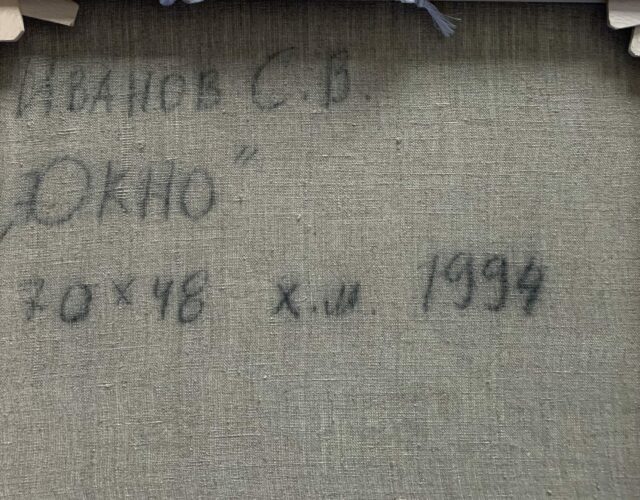 Иванов С.В.
„Окно"
70×48 х.м. 1994